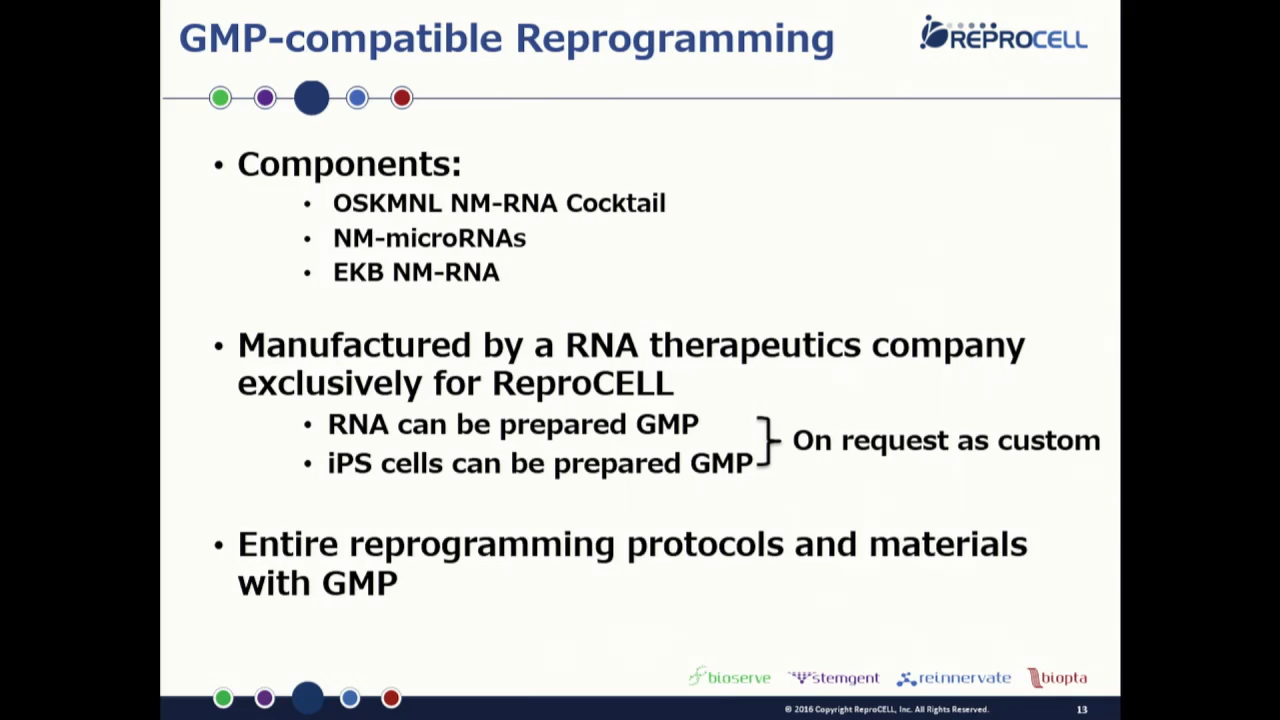 GMP-compatible Reprogramming
REPROCELL
• Components:
• OSKMNL NM-RNA Cocktail
• NM-microRNAs
• EKB NM-RNA
• Manufactured by a RNA therapeutics company
exclusively for ReproCELL
• RNA can be prepared GMP
• iPS cells can be prepared GMP
On request as custom
• Entire reprogramming protocols and materials
with GMP
bioserve stemgent reinnervate biopta
© 2016 Copyright ReproCELL, Inc. All Rights Reserved. 13